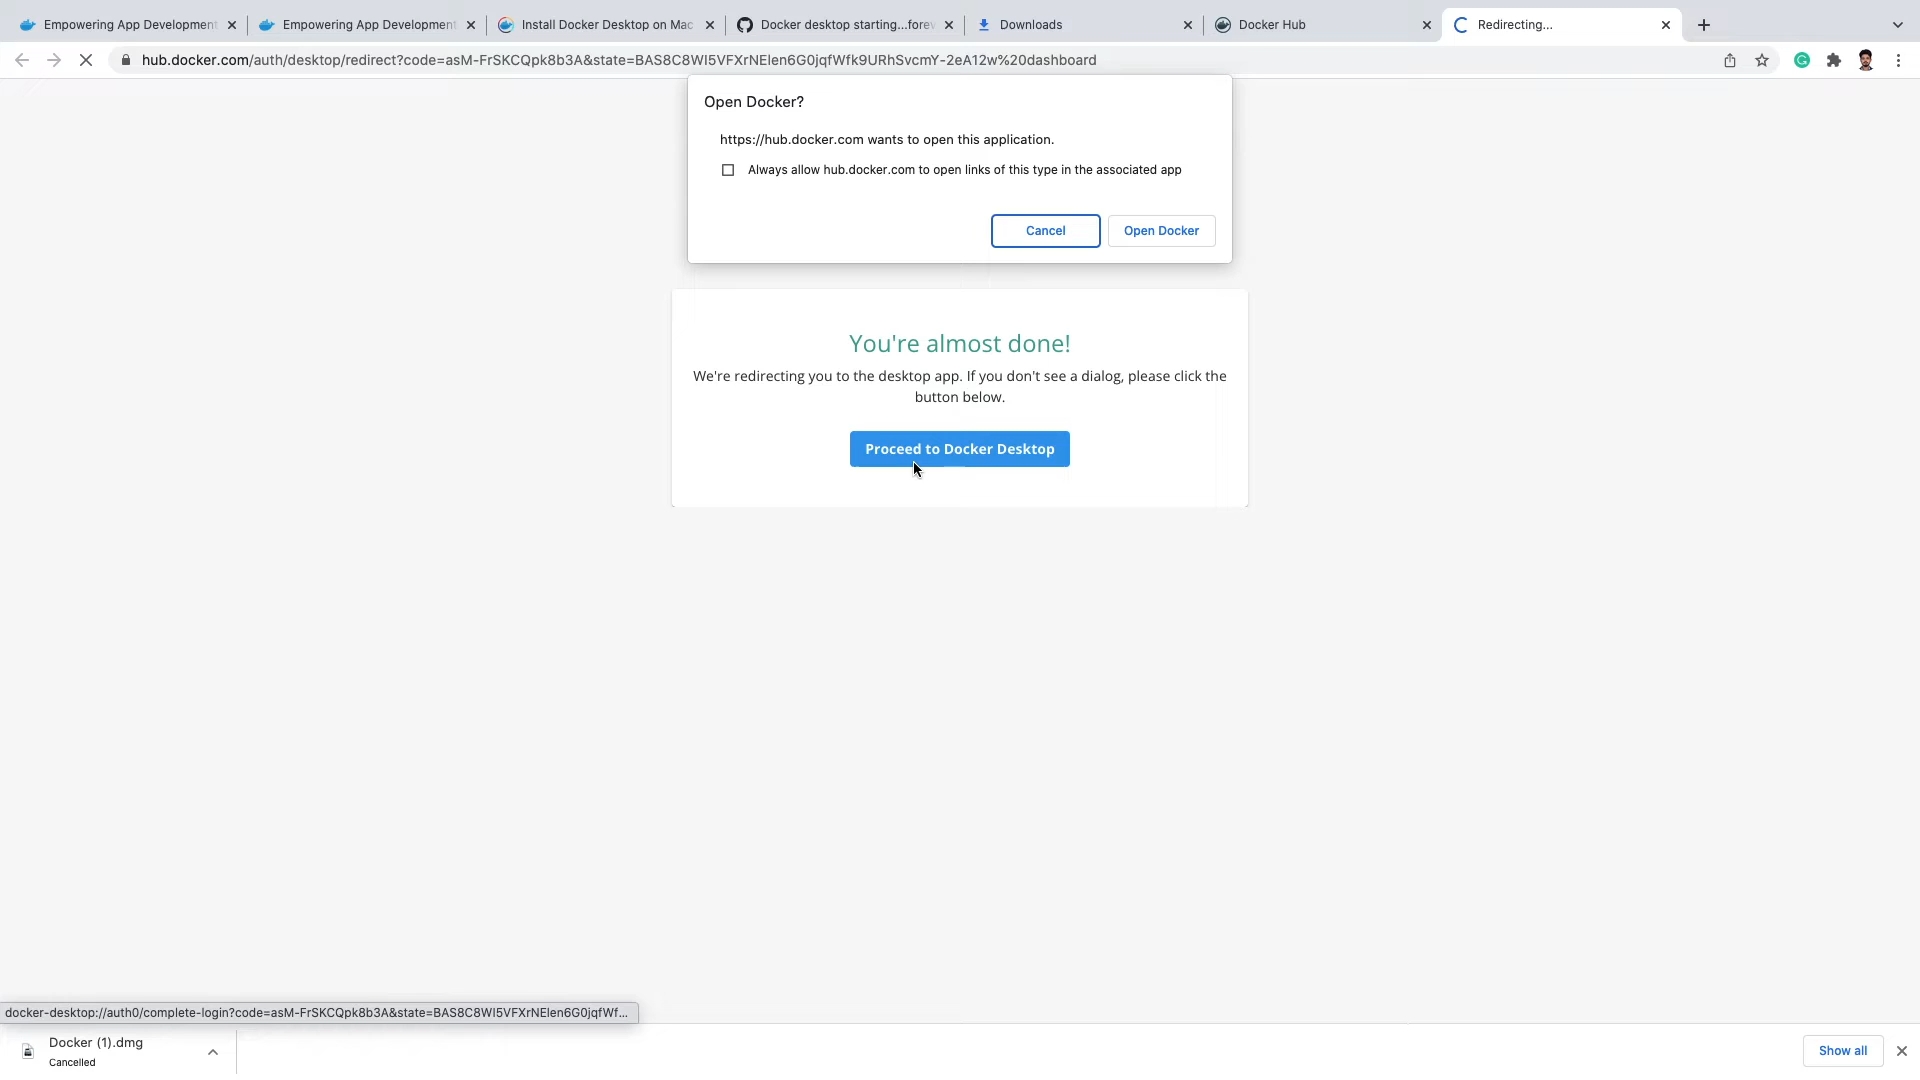 Empowering App Development
Empowering App Development
Install Docker Desktop on Mac
Docker desktop starting...forev
Downloads
Docker Hub
Redirecting...
hub.docker.com/auth/desktop/redirect?code=asM-FrSKCQpk8b3A&state=BAS8C8WI5VFXrNElen6G0jqfWfk9URhSvcmY-2eA12w%20dashboard
Open Docker?
https://hub.docker.com wants to open this application.
Always allow hub.docker.com to open links of this type in the associated app
Cancel
Open Docker
You're almost done!
We're redirecting you to the desktop app. If you don't see a dialog, please click the
button below.
Proceed to Docker Desktop
docker-desktop://auth0/complete-login?code=asM-FrSKCQpk8b3A&state=BAS8C8WI5VFXrNElen6G0jqfWf...
Docker (1).dmg
Cancelled
Show all